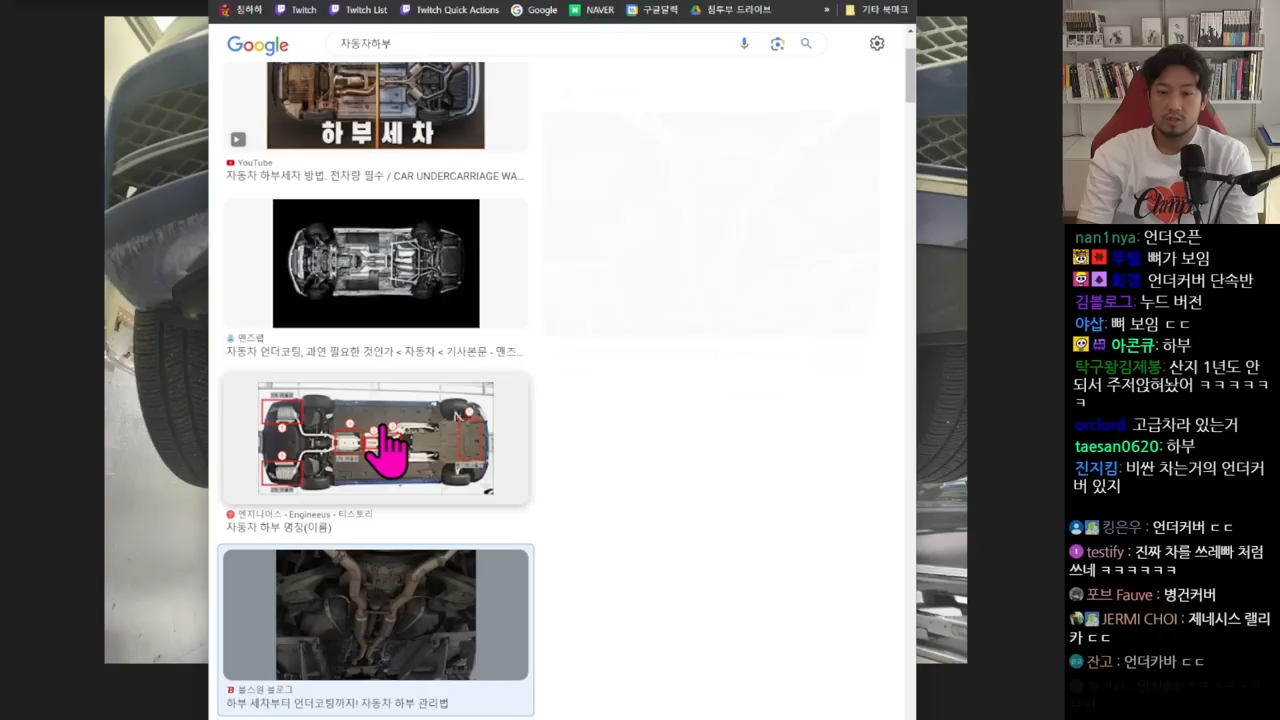 침하하
Twitch
Twitch List
Twitch Quick Actions
Google
NAVER
구글달력
침투부 드라이브
»
기타 북마크
Google
자동차하부
하부세차
YouTube
자동차 하부세차 방법. 전차량 필수 / CAR UNDERCARRIAGE WA...
맨즈랩
자동차 언더코팅, 과연 필요한 것인가 < 자동차 < 기사본문 - 맨즈...
엔지니어스 - Engineeus - 티스토리
자동차 하부 명칭(이름)
불스원 블로그
하부 세차부터 언더코팅까지! 자동차 하부 관리법
nan1nya: 언더오픈
뼈가 보임
언더커버 단속반
김블로그: 누드 버전
야삽: 뼈 보임 ㄷㄷ
아콘큐: 하부
탁구왕김제봉: 산지 1년도 안
되서 주저앉혀놨어 ㅋㅋㅋㅋㅋ
ㅋ
orclord 고급차라 있는거
taesan0620: 하부
진지킴: 비싼 차는거의 언더커
버 있지
킹은우 : 언더커버 ㄷㄷ
testify : 진짜 차를 쓰레빠 처럼
쓰네 ㅋㅋㅋㅋㅋㅋ
포브 Fauve : 병건커버
JERMI CHOI : 제네시스 랠리
카 ㄷㄷ
잔고 : 언더카바 ㄷㄷ